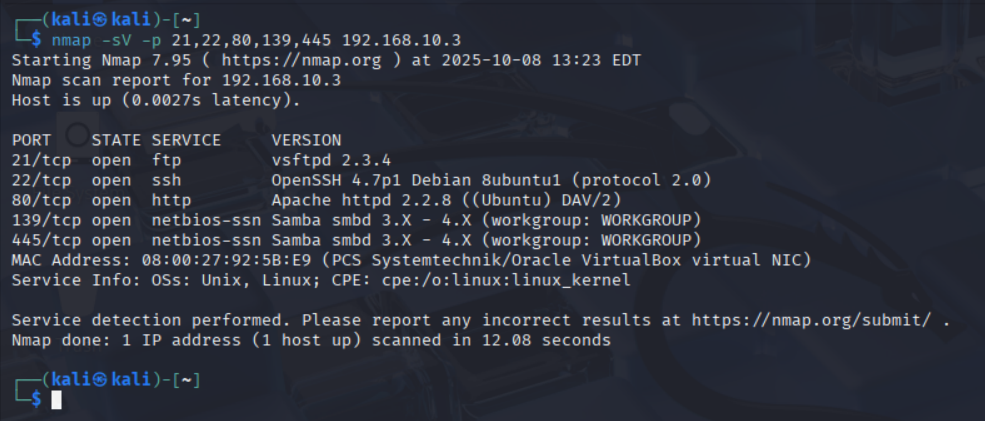 ┌──(kali㉿kali)-[~]
└─$ nmap -sV -p 21,22,80,139,445 192.168.10.3
Starting Nmap 7.95 ( https://nmap.org ) at 2025-10-08 13:23 EDT
Nmap scan report for 192.168.10.3
Host is up (0.0027s latency).
PORT    STATE SERVICE     VERSION
21/tcp  open  ftp         vsftpd 2.3.4
22/tcp  open  ssh         OpenSSH 4.7p1 Debian 8ubuntu1 (protocol 2.0)
80/tcp  open  http        Apache httpd 2.2.8 ((Ubuntu) DAV/2)
139/tcp open  netbios-ssn Samba smbd 3.X - 4.X (workgroup: WORKGROUP)
445/tcp open  netbios-ssn Samba smbd 3.X - 4.X (workgroup: WORKGROUP)
MAC Address: 08:00:27:92:5B:E9 (PCS Systemtechnik/Oracle VirtualBox virtual NIC)
Service Info: OSs: Unix, Linux; CPE: cpe:/o:linux:linux_kernel
Service detection performed. Please report any incorrect results at https://nmap.org/submit/ .
Nmap done: 1 IP address (1 host up) scanned in 12.08 seconds
┌──(kali㉿kali)-[~]
└─$